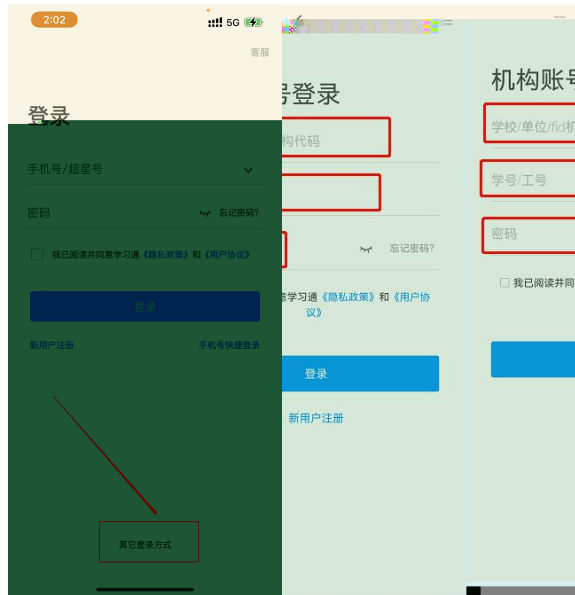 2:02
5G
客服
登录
手机号/超星号
密码
忘记密码?
我已阅读并同意学习通《隐私政策》和《用户协议》
登录
新用户注册
手机号快捷登录
其它登录方式
号登录
构代码
忘记密码?
意学习通《隐私政策》和《用户协
议》
登录
新用户注册
机构账号
学校/单位/fid机
学号/工号
密码
我已阅读并同